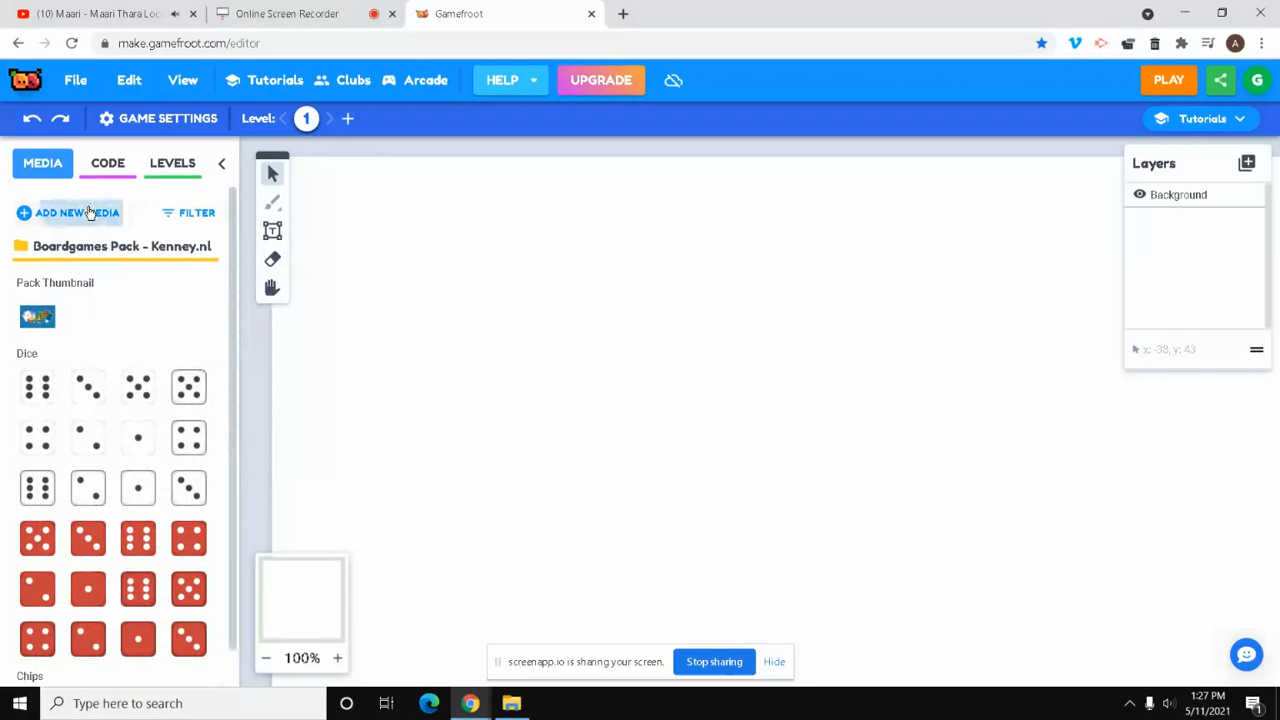 (10) Maari - Maari Thara Loc
Online Screen Recorder
Gamefroot
make.gamefroot.com/editor
A
File
Edit
View
Tutorials
Clubs
Arcade
HELP
UPGRADE
PLAY
G
GAME SETTINGS
Level:
1
Tutorials
MEDIA
CODE
LEVELS
ADD NEW MEDIA
FILTER
Boardgames Pack - Kenney.nl
Pack Thumbnail
Dice
Chips
T
Layers
Background
x: -38, y: 43
100%
screenapp.io is sharing your screen.
Stop sharing
Hide
Type here to search
1:27 PM
5/11/2021
1